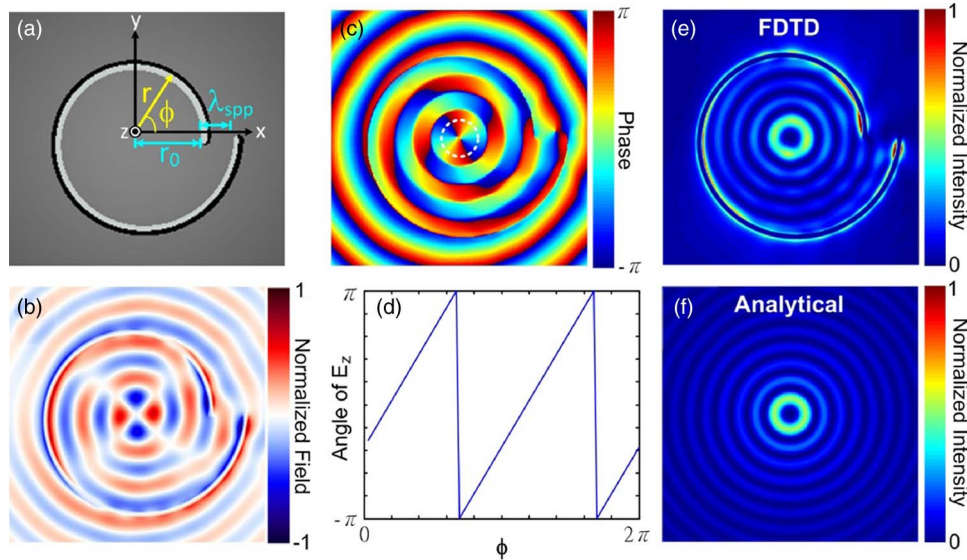 (a)
y
r
ϕ
λspp
z
x
r0
(b)
1
Normalized Field
-1
(c)
π
Phase
-π
(d)
π
Angle of Ez
-π
0
ϕ
2π
(e)
FDTD
1
Normalized Intensity
0
(f)
Analytical
1
Normalized Intensity
0